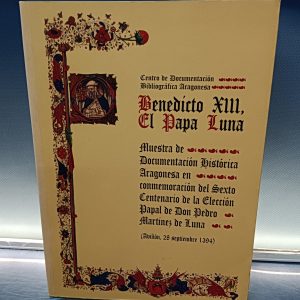 Centro de Documentación
Bibliográfica Aragonesa
Benedicto XIII,
El Papa Luna
Muestra de
Documentación Histórica
Aragonesa en
conmemoración del Sexto
Centenario de la Elección
Papal de Don Pedro
Martínez de Luna
(Aviñón, 28 septiembre 1394)